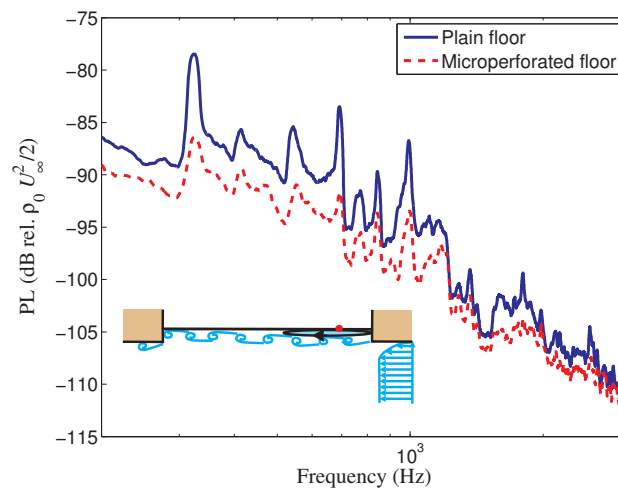 Plain floor
Microperforated floor
PL (dB rel. ρ₀ U²∞/2)
−75
−80
−85
−90
−95
−100
−105
−110
−115
10³
Frequency (Hz)